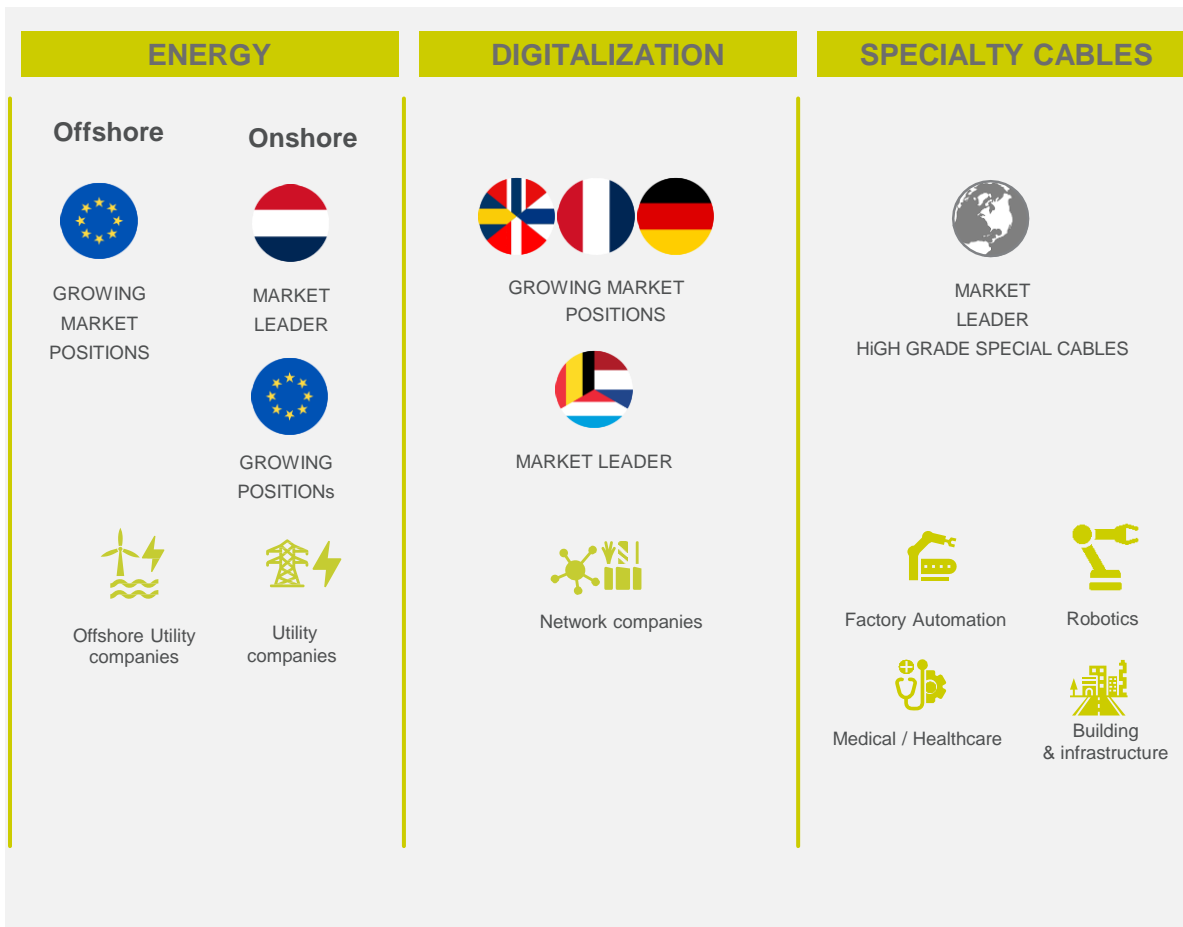 ENERGY
DIGITALIZATION
SPECIALTY CABLES
Offshore
Onshore
GROWING
MARKET
POSITIONS
MARKET
LEADER
GROWING
POSITIONs
Offshore Utility
companies
Utility
companies
GROWING MARKET
POSITIONS
MARKET LEADER
Network companies
MARKET
LEADER
HiGH GRADE SPECIAL CABLES
Factory Automation
Robotics
Medical / Healthcare
Building
& infrastructure